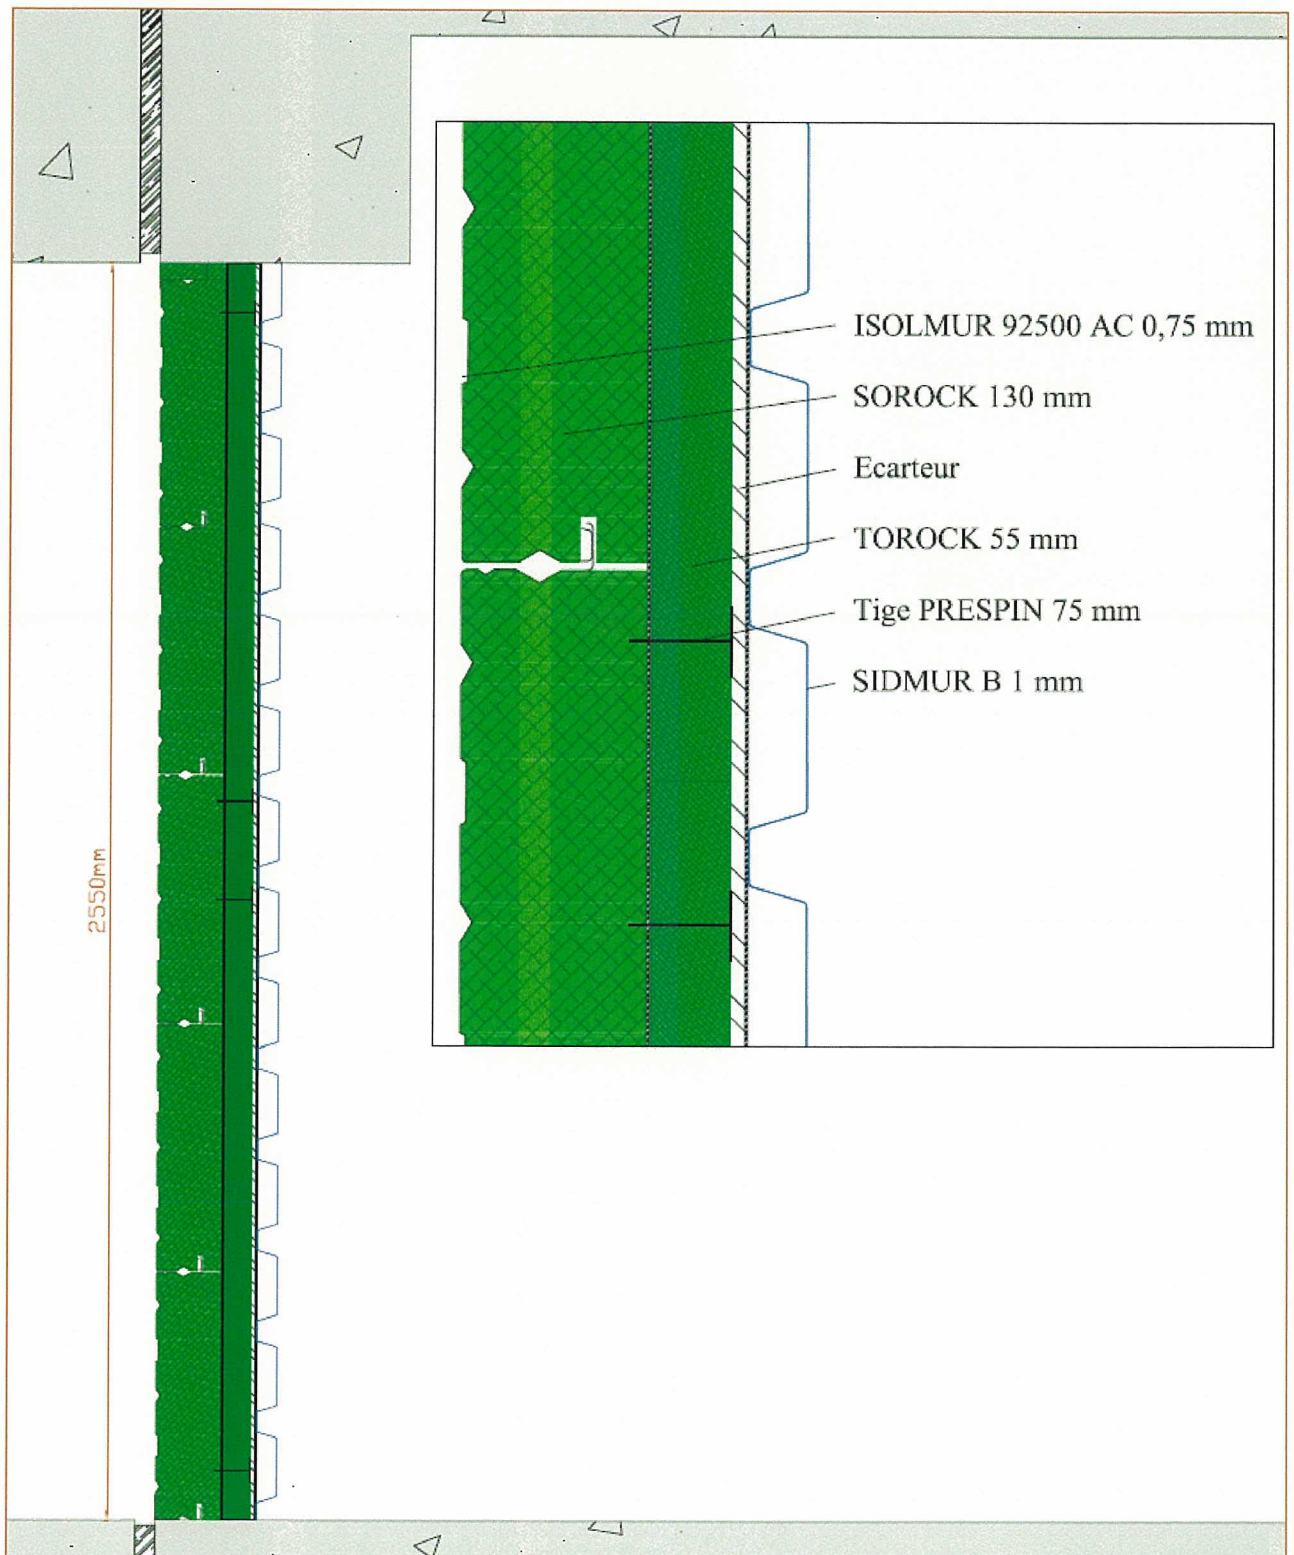 ISOLMUR 92500 AC 0,75 mm
SOROCK 130 mm
Ecarteur
TOROCK 55 mm
Tige PRESPIN 75 mm
SIDMUR B 1 mm
2550mm